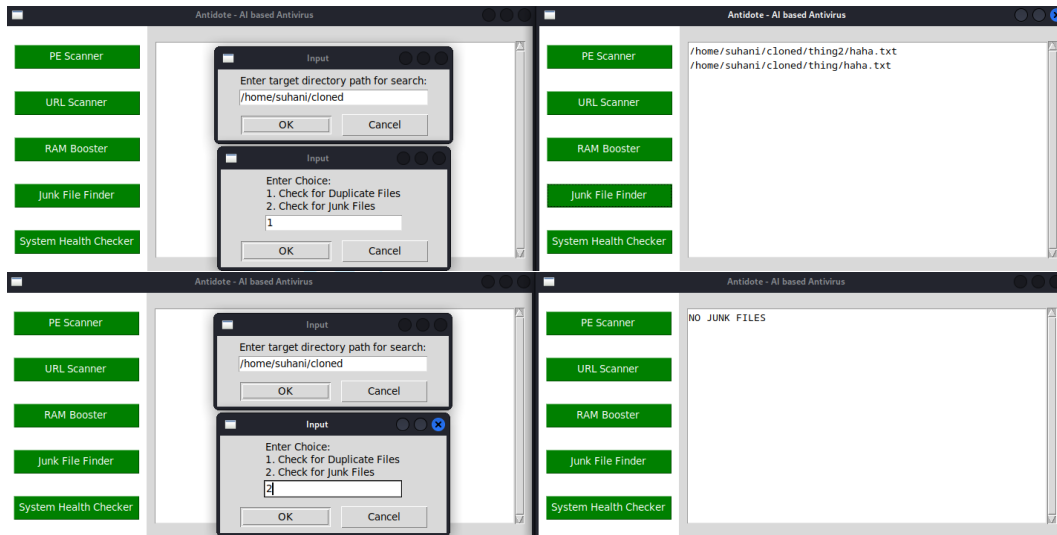 Antidote - AI based Antivirus
PE Scanner
URL Scanner
RAM Booster
Junk File Finder
System Health Checker
Input
Enter target directory path for search:
/home/suhani/cloned
OK Cancel
Input
Enter Choice:
1. Check for Duplicate Files
2. Check for Junk Files
1
OK Cancel
Antidote - AI based Antivirus
PE Scanner
URL Scanner
RAM Booster
Junk File Finder
System Health Checker
/home/suhani/cloned/thing2/haha.txt
/home/suhani/cloned/thing/haha.txt
Antidote - AI based Antivirus
PE Scanner
URL Scanner
RAM Booster
Junk File Finder
System Health Checker
Input
Enter target directory path for search:
/home/suhani/cloned
OK Cancel
Input
Enter Choice:
1. Check for Duplicate Files
2. Check for Junk Files
2
OK Cancel
Antidote - AI based Antivirus
PE Scanner
URL Scanner
RAM Booster
Junk File Finder
System Health Checker
NO JUNK FILES